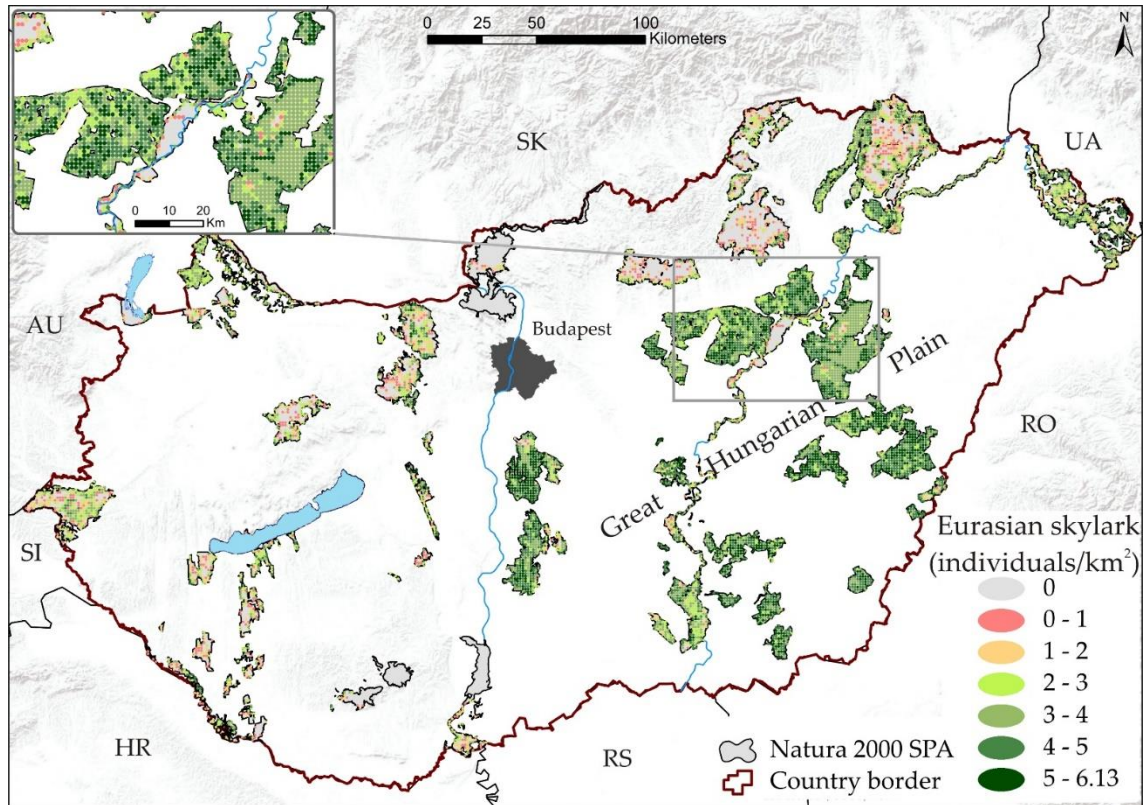 0 25 50 100
Kilometers
N
0 10 20
Km
SK
UA
AU
Budapest
Great Hungarian Plain
RO
SI
HR
RS
Eurasian skylark
(individuals/km²)
0
0 - 1
1 - 2
2 - 3
3 - 4
4 - 5
5 - 6.13
Natura 2000 SPA
Country border